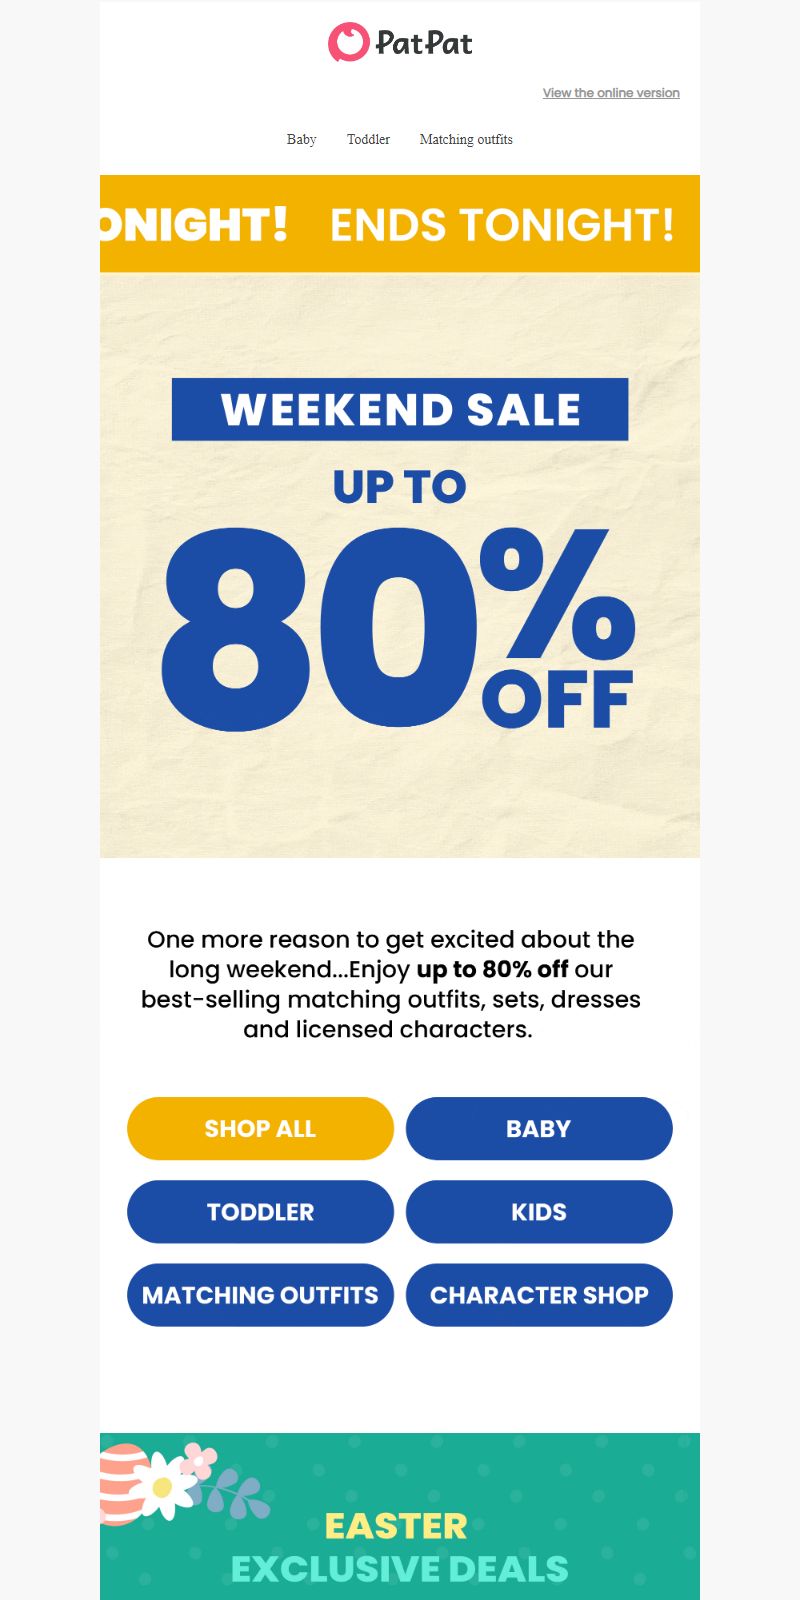 PatPat
View the online version
Baby Toddler Matching outfits
ONIGHT! ENDS TONIGHT!
WEEKEND SALE
UP TO
80%
OFF
One more reason to get excited about the
long weekend...Enjoy up to 80% off our
best-selling matching outfits, sets, dresses
and licensed characters.
SHOP ALL BABY
TODDLER KIDS
MATCHING OUTFITS CHARACTER SHOP
EASTER
EXCLUSIVE DEALS